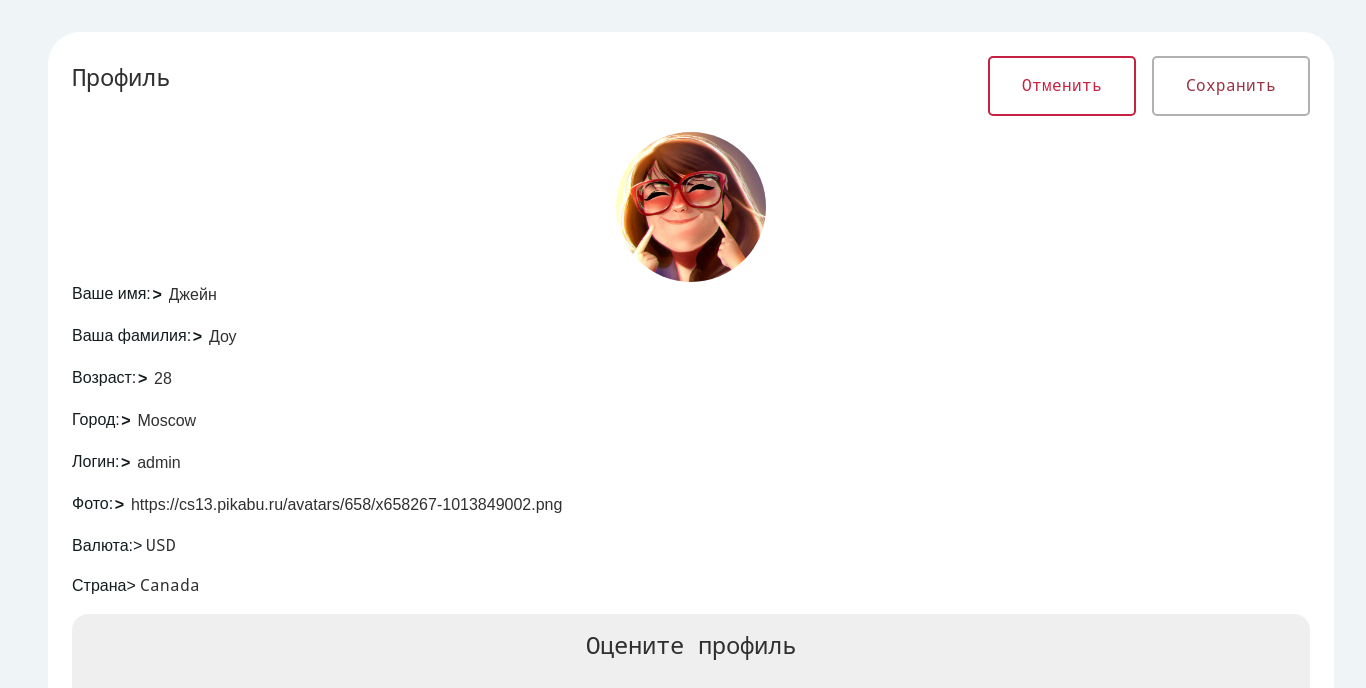 Профиль
Отменить
Сохранить
Ваше имя:> Джейн
Ваша фамилия:> Доу
Возраст:> 28
Город:> Moscow
Логин:> admin
Фото:> https://cs13.pikabu.ru/avatars/658/x658267-1013849002.png
Валюта:> USD
Страна> Canada
Оцените профиль